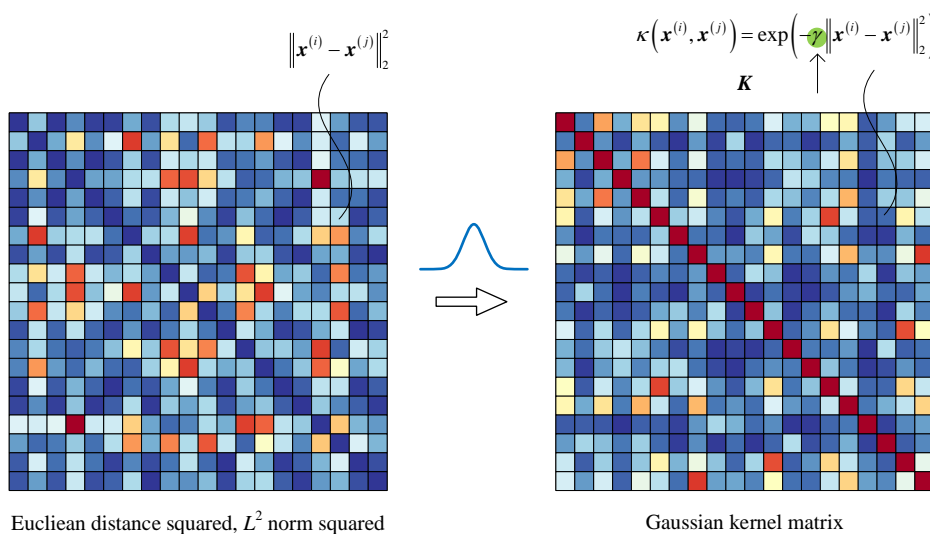 ‖x⁽ⁱ⁾ − x⁽ʲ⁾‖₂²
κ(x⁽ⁱ⁾, x⁽ʲ⁾) = exp(−γ‖x⁽ⁱ⁾ − x⁽ʲ⁾‖₂²)
K
Eucliean distance squared, L² norm squared
Gaussian kernel matrix